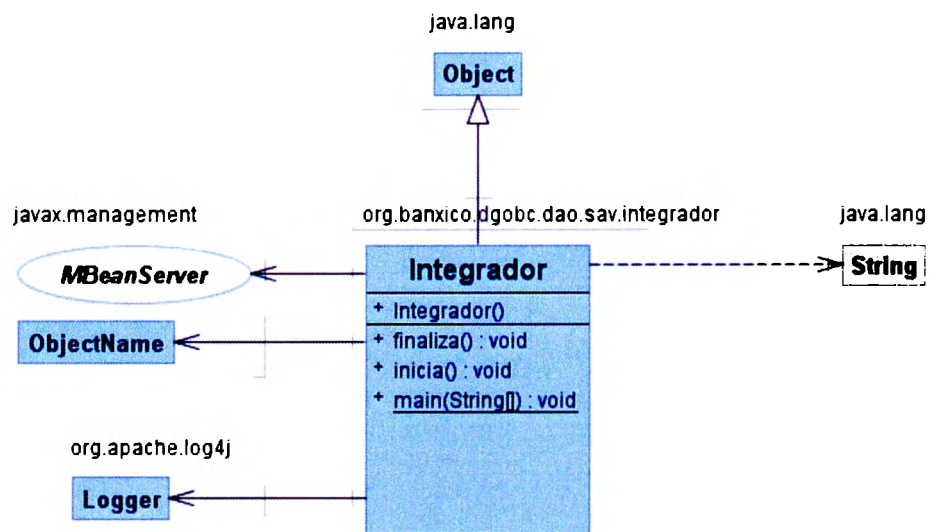 java.lang
Object
javax.management
org.banxico.dgobc.dao.sav.integrador
java.lang
MBeanServer
Integrador
String
+ Integrador()
ObjectName
+ finaliza() : void
+ inicia() : void
+ main(String[]) : void
org.apache.log4j
Logger